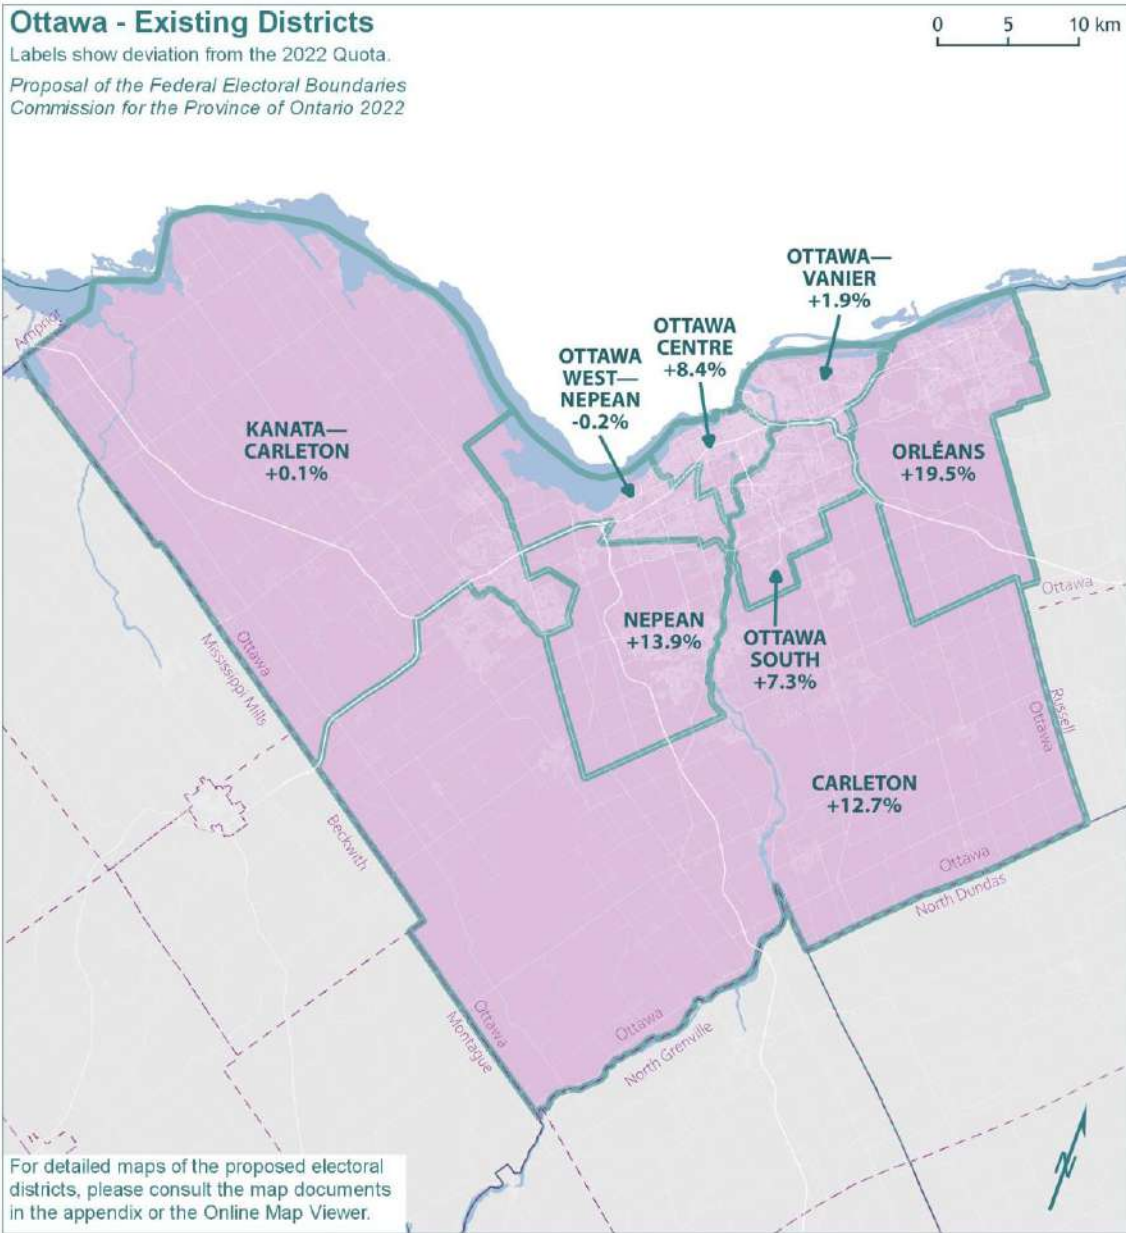 Ottawa - Existing Districts
Labels show deviation from the 2022 Quota.
Proposal of the Federal Electoral Boundaries
Commission for the Province of Ontario 2022
0 5 10 km
OTTAWA—
VANIER
+1.9%
OTTAWA
CENTRE
+8.4%
OTTAWA
WEST—
NEPEAN
-0.2%
Arnprior
KANATA—
CARLETON
+0.1%
ORLÉANS
+19.5%
Ottawa
NEPEAN
+13.9%
OTTAWA
SOUTH
+7.3%
Ottawa
Mississippi Mills
Russell
Ottawa
CARLETON
+12.7%
Beckwith
Ottawa
North Dundas
Ottawa
Montague
Ottawa
North Grenville
For detailed maps of the proposed electoral
districts, please consult the map documents
in the appendix or the Online Map Viewer.
N